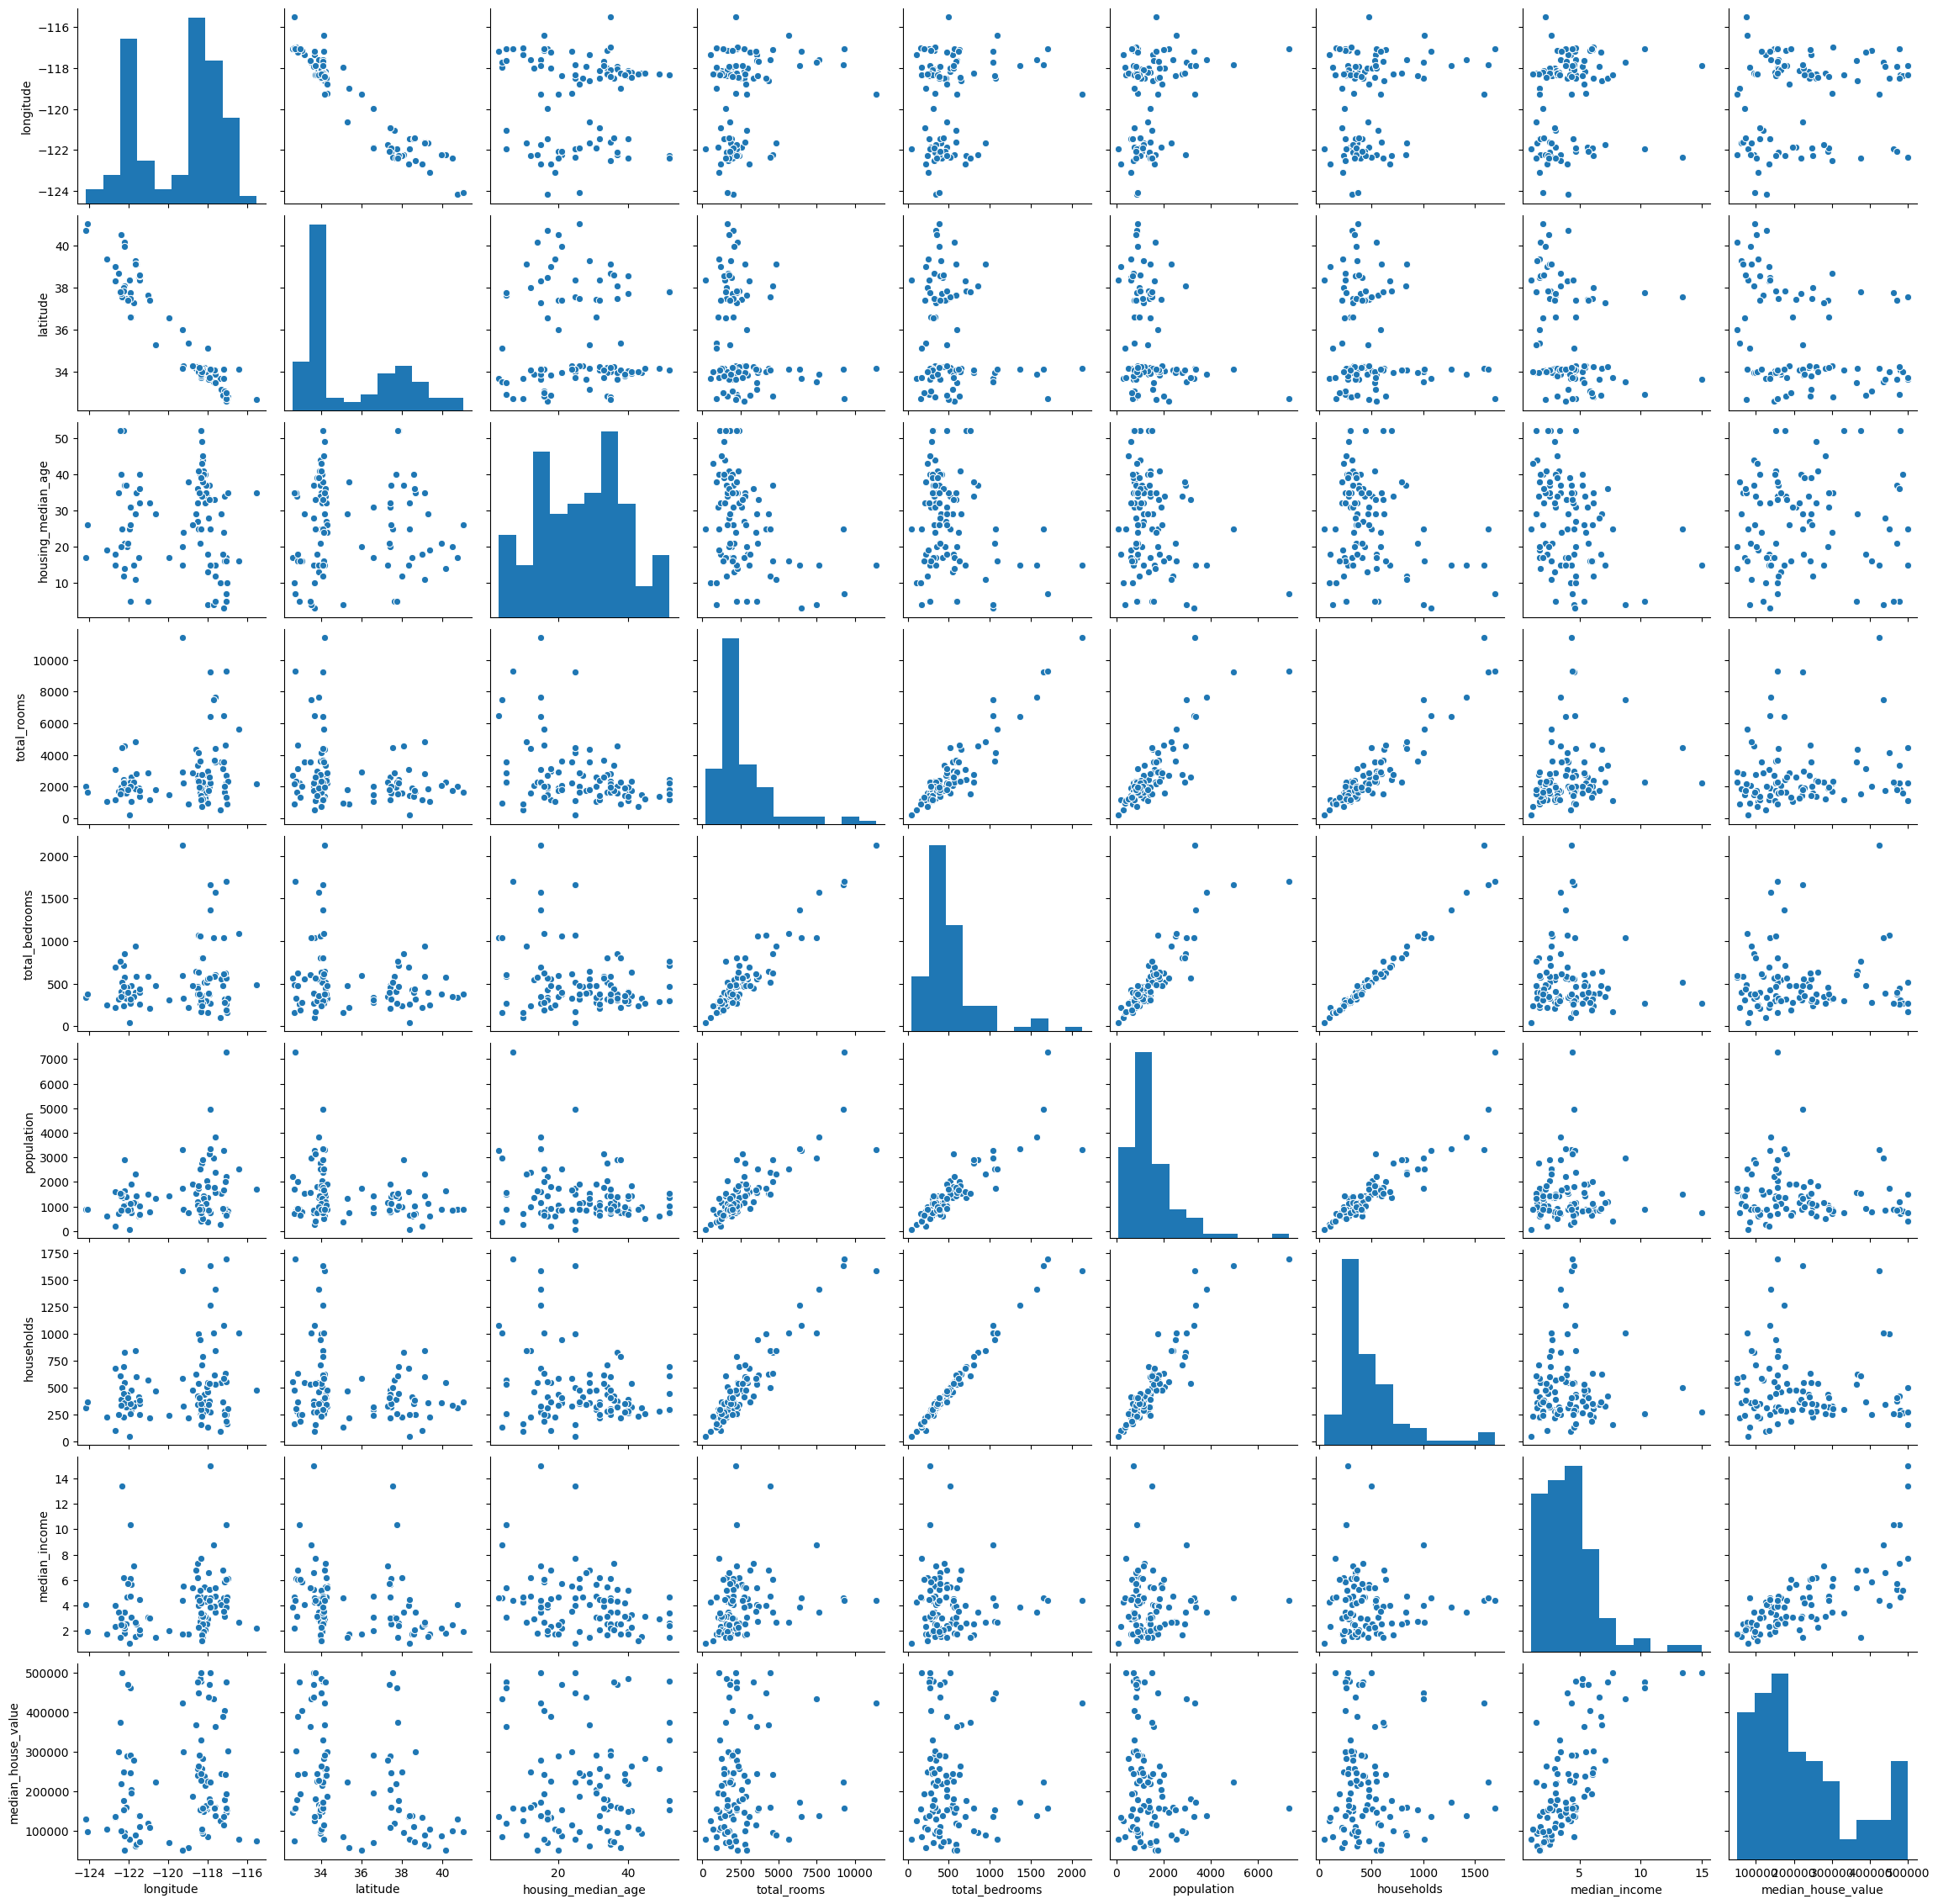 −116
−118
−120
−122
−124
longitude
40
38
36
34
latitude
50
40
30
20
10
housing_median_age
10000
8000
6000
4000
2000
0
total_rooms
2000
1500
1000
500
0
total_bedrooms
7000
6000
5000
4000
3000
2000
1000
0
population
1750
1500
1250
1000
750
500
250
0
households
14
12
10
8
6
4
2
median_income
500000
400000
300000
200000
100000
median_house_value
−124 −122 −120 −118 −116
34 36 38 40
20 40
0 2500 5000 7500 10000
0 500 1000 1500 2000
0 2000 4000 6000
0 500 1000 1500
5 10 15
100000 200000 300000 400000 500000
longitude
latitude
housing_median_age
total_rooms
total_bedrooms
population
households
median_income
median_house_value